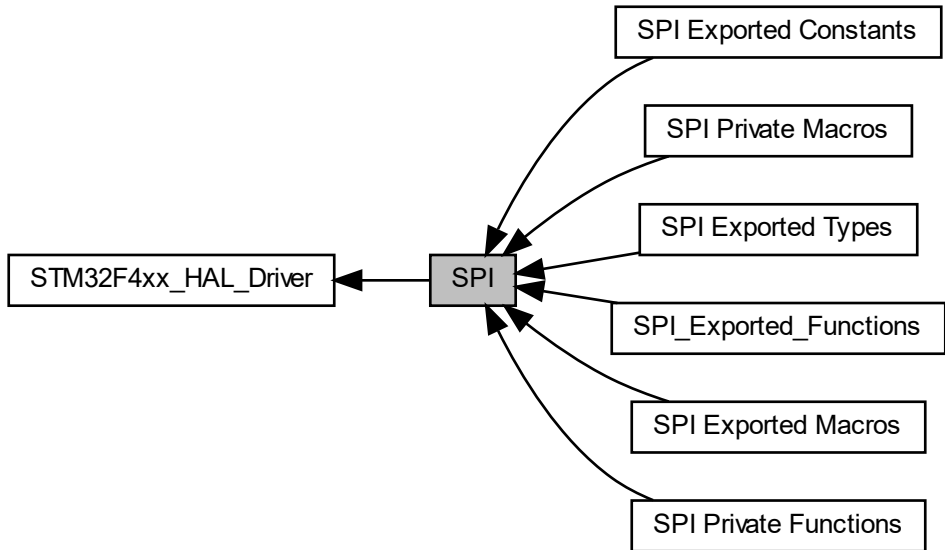 SPI Exported Constants
SPI Private Macros
SPI Exported Types
STM32F4xx_HAL_Driver
SPI
SPI_Exported_Functions
SPI Exported Macros
SPI Private Functions